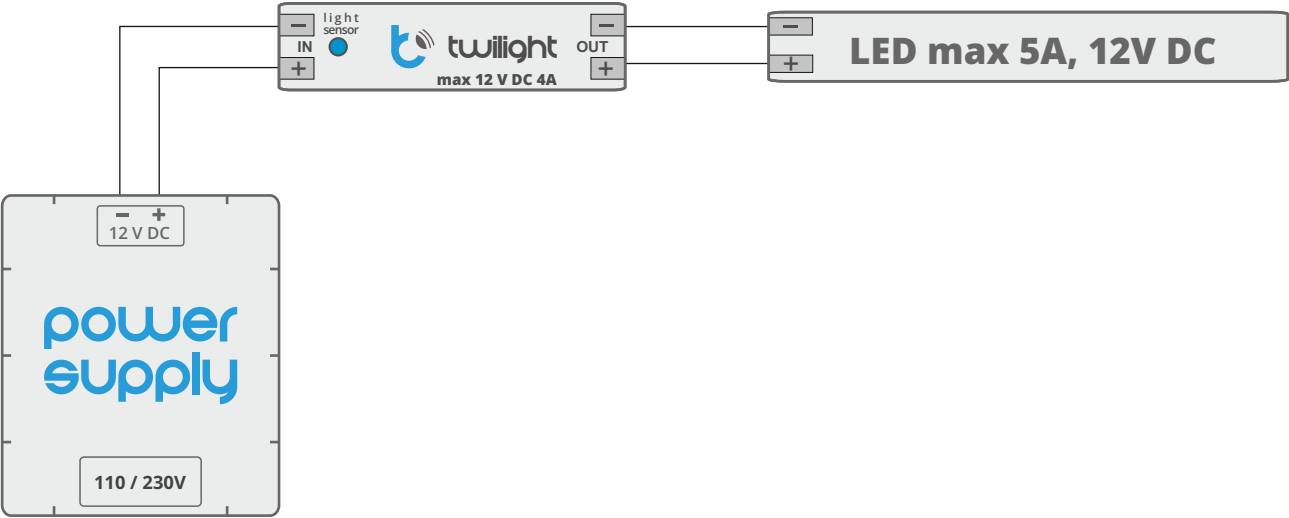 light
sensor
IN
twilight
OUT
max 12 V DC 4A
LED max 5A, 12V DC
12 V DC
power
supply
110 / 230V